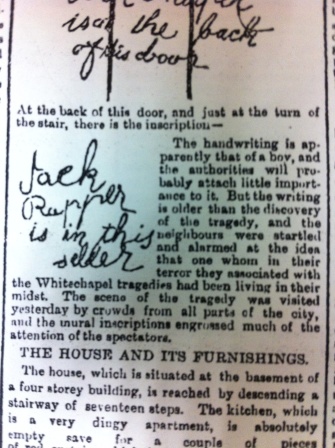 is at the back
of this door
At the back of this door, and just at the turn of
the stair, there is the inscription—
Jack
Ripper
is in this
seller
The handwriting is ap-
parently that of a boy, and
the authorities will pro-
bably attach little import-
ance to it. But the writing
is older than the discovery
of the tragedy, and the
neighbours were startled
and alarmed at the idea
that one whom in their
terror they associated with
the Whitechapel tragedies had been living in their
midst. The scene of the tragedy was visited
yesterday by crowds from all parts of the city,
and the mural inscriptions engrossed much of the
attention of the spectators.
THE HOUSE AND ITS FURNISHINGS.
The house, which is situated at the basement of
a four storey building, is reached by descending a
stairway of seventeen steps. The kitchen, which
is a very dingy apartment, is absolutely
empty save for a couple of pieces